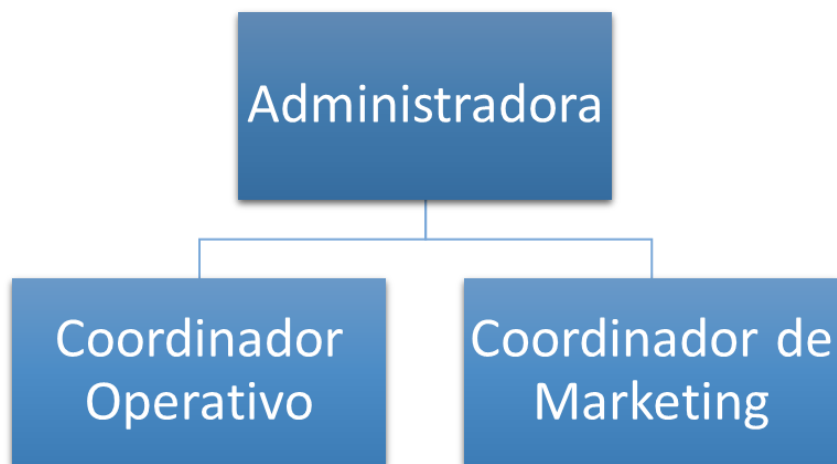 Administradora
Coordinador
Operativo
Coordinador de
Marketing